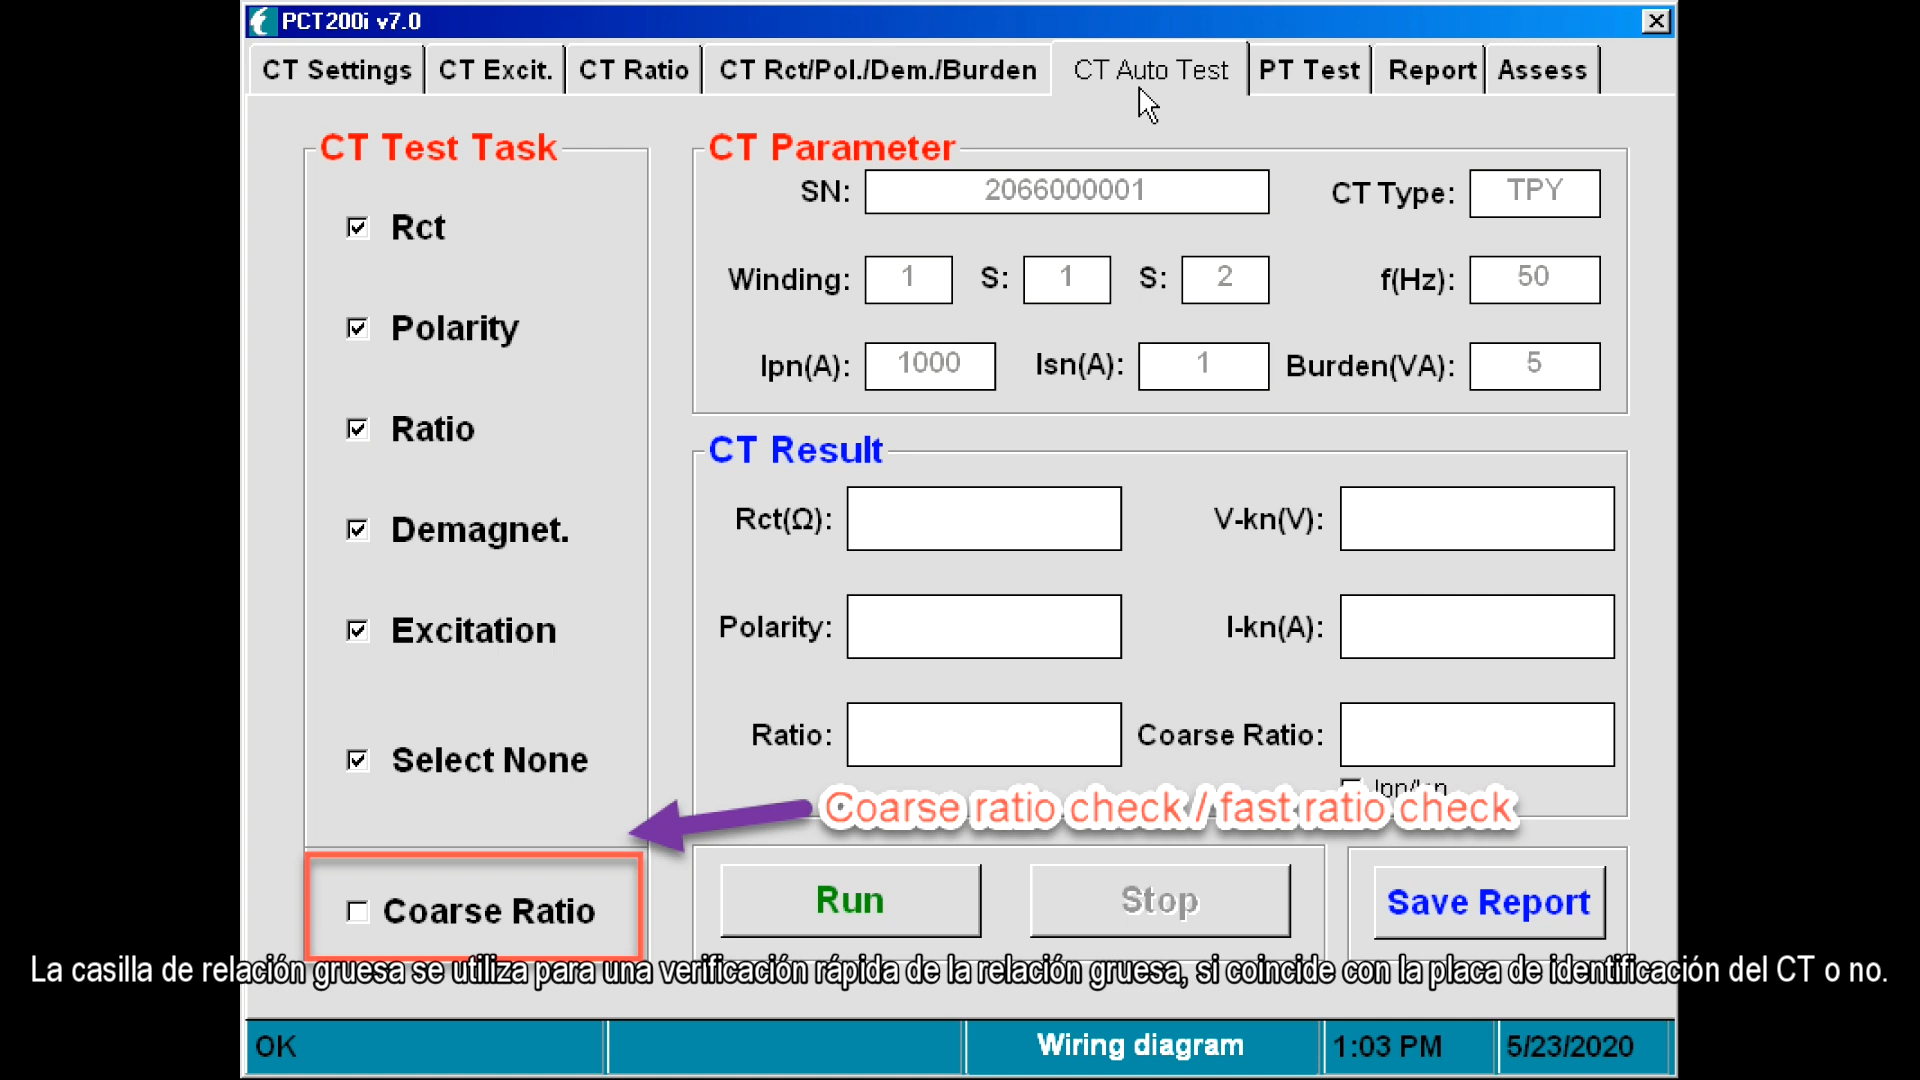 PCT200i v7.0
CT Settings CT Excit. CT Ratio CT Rct/Pol./Dem./Burden CT Auto Test PT Test Report Assess
CT Test Task
Rct
Polarity
Ratio
Demagnet.
Excitation
Select None
Coarse Ratio
CT Parameter
SN: 2066000001 CT Type: TPY
Winding: 1 S: 1 S: 2 f(Hz): 50
Ipn(A): 1000 Isn(A): 1 Burden(VA): 5
CT Result
Rct(Ω): V-kn(V):
Polarity: I-kn(A):
Ratio: Coarse Ratio:
Coarse ratio check / fast ratio check
Run Stop Save Report
La casilla de relación gruesa se utiliza para una verificación rápida de la relación gruesa, si coincide con la placa de identificación del CT o no.
OK Wiring diagram 1:03 PM 5/23/2020